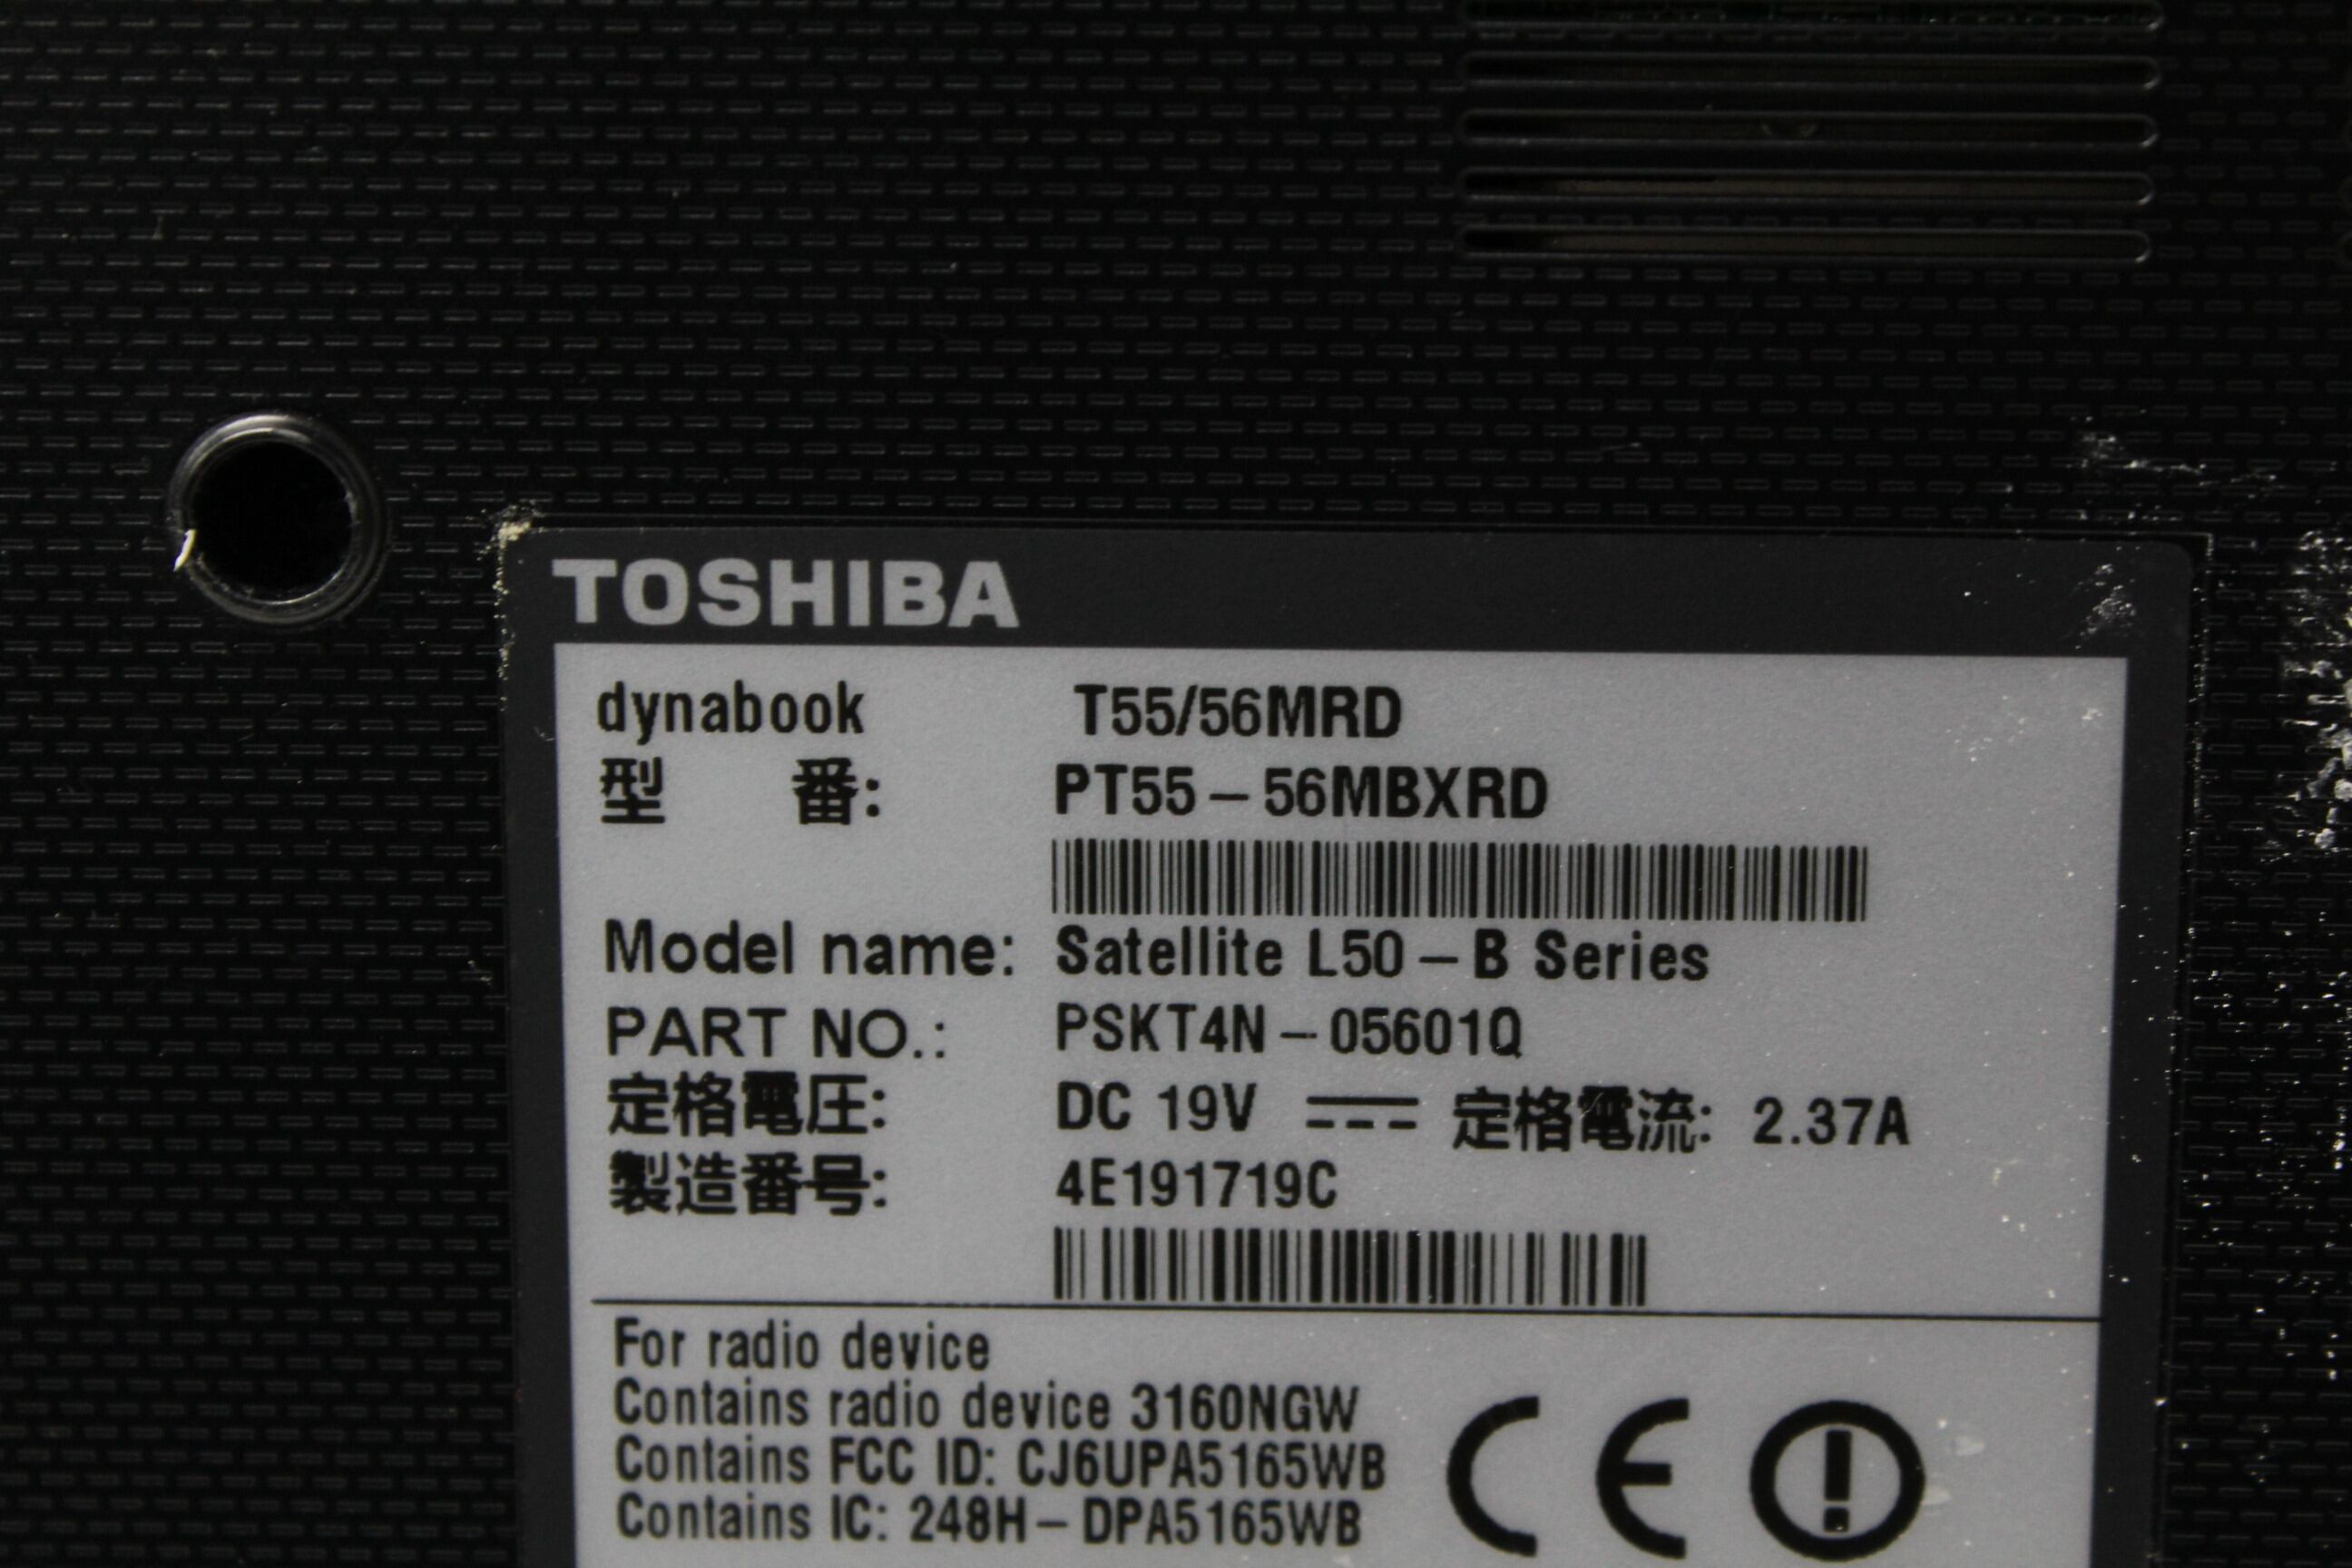 TOSHIBA
dynabook T55/56MRD
型 番: PT55-56MBXRD
Model name: Satellite L50-B Series
PART NO.: PSKT4N-05601Q
定格電圧: DC 19V 定格電流: 2.37A
製造番号: 4E191719C
For radio device
Contains radio device 3160NGW
Contains FCC ID: CJ6UPA5165WB
Contains IC: 248H-DPA5165WB
CE